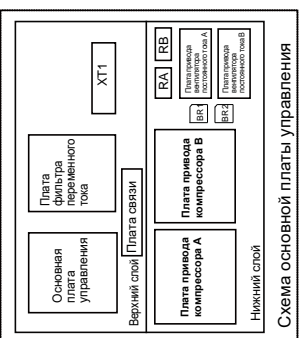 Основная
плата
управления
Плата
фильтра
переменного
тока
XT1
Верхний слой
Плата связи
Плата привода
компрессора A
Плата привода
компрессора B
BR1
BR2
RA
RB
Плата привода
вентилятора
постоянного тока A
Плата привода
вентилятора
постоянного тока B
Нижний слой
Схема основной платы управления